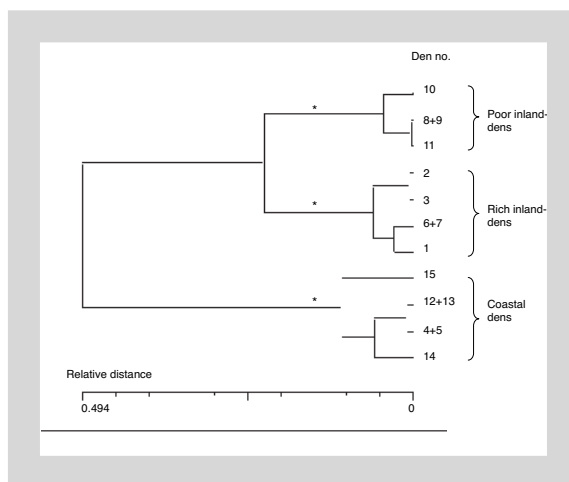 Den no.
10
8+9
11
Poor inland-
dens
2
3
6+7
1
Rich inland-
dens
15
12+13
4+5
14
Coastal
dens
*
*
*
Relative distance
0.494
0